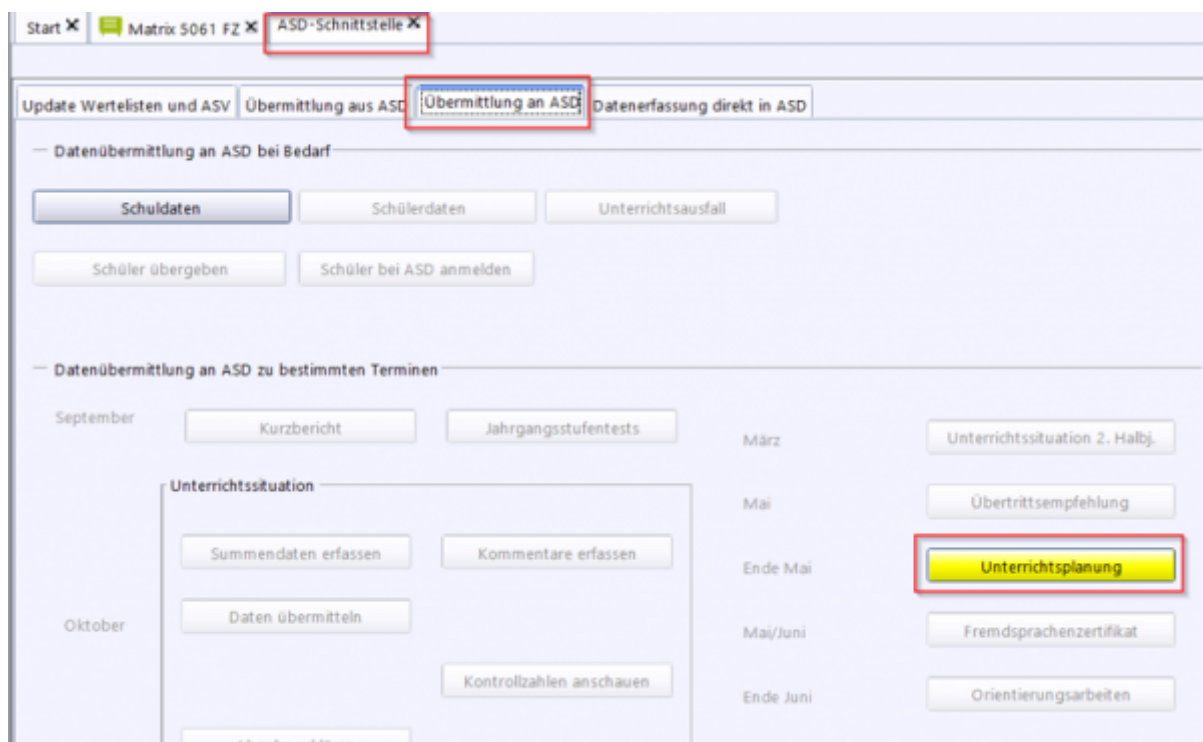 Start Matrix 5061 FZ ASD-Schnittstelle
Update Wertelisten und ASV Übermittlung aus ASD Übermittlung an ASD Datenerfassung direkt in ASD
Datenübermittlung an ASD bei Bedarf
Schuldaten Schülerdaten Unterrichtsausfall
Schüler übergeben Schüler bei ASD anmelden
Datenübermittlung an ASD zu bestimmten Terminen
September Kurzbericht Jahrgangsstufentests
März Unterrichtssituation 2. Halbj.
Unterrichtssituation
Mai Übertrittsempfehlung
Summendaten erfassen Kommentare erfassen
Ende Mai Unterrichtsplanung
Oktober Daten übermitteln
Mai/Juni Fremdsprachenzertifikat
Kontrollzahlen anschauen
Ende Juni Orientierungsarbeiten